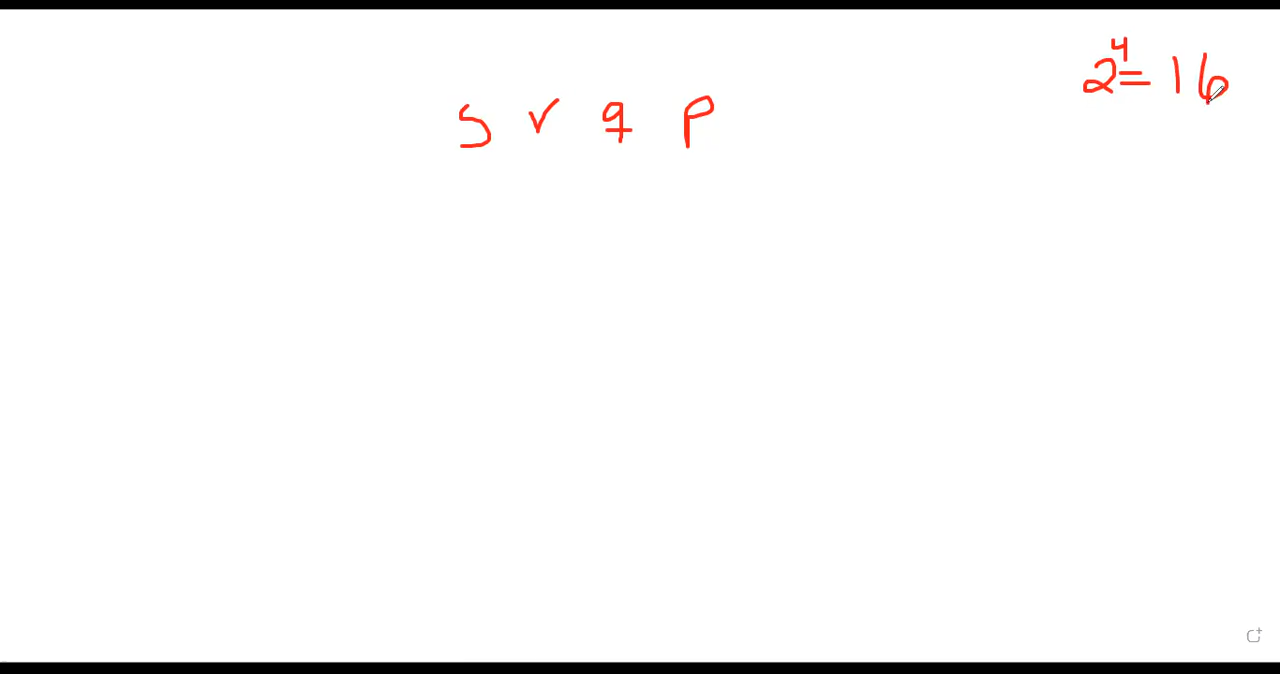 2⁴ = 16
s r q p